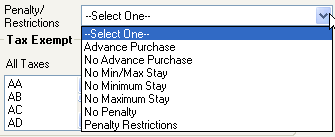 Penalty/
Restrictions
--Select One--
--Select One--
Advance Purchase
No Advance Purchase
No Min/Max Stay
No Minimum Stay
No Maximum Stay
No Penalty
Penalty Restrictions
Tax Exempt
All Taxes
AA
AB
AC
AD